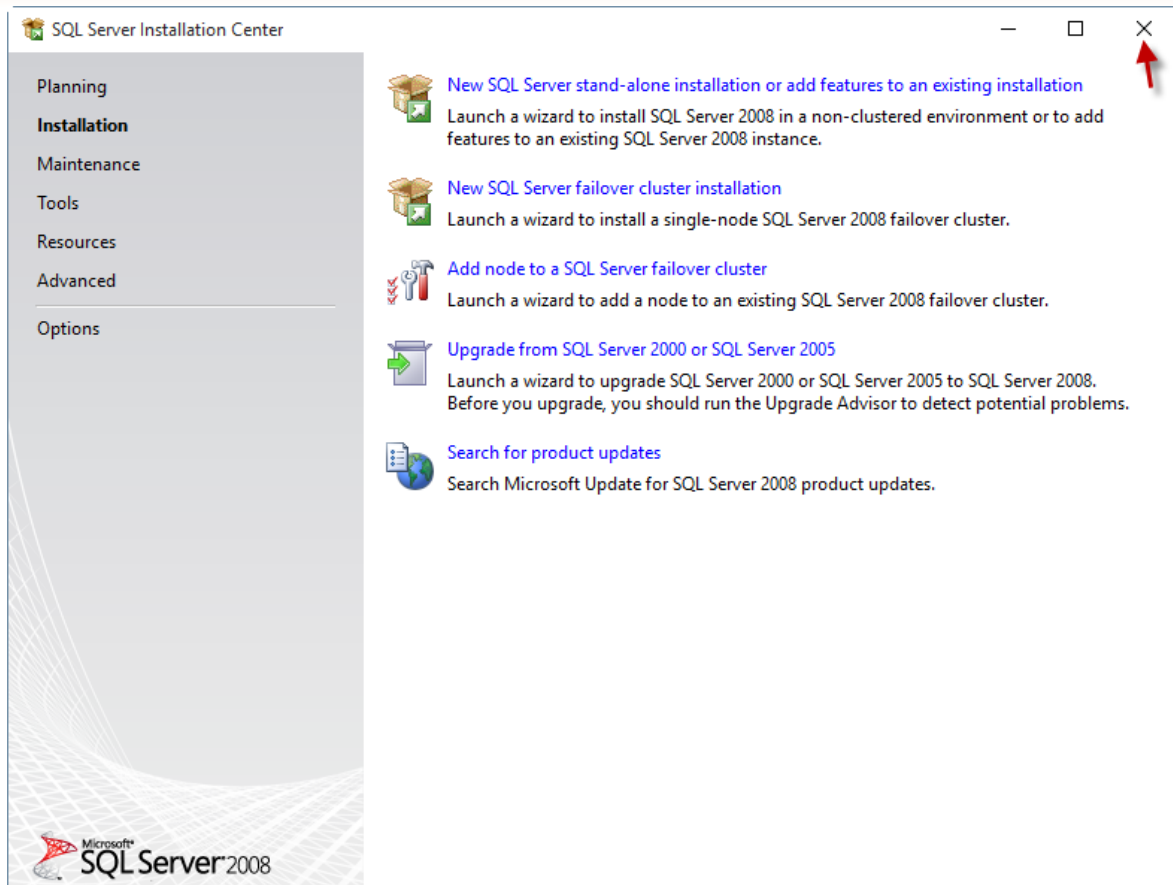 SQL Server Installation Center
Planning
Installation
Maintenance
Tools
Resources
Advanced
Options
New SQL Server stand-alone installation or add features to an existing installation
Launch a wizard to install SQL Server 2008 in a non-clustered environment or to add
features to an existing SQL Server 2008 instance.
New SQL Server failover cluster installation
Launch a wizard to install a single-node SQL Server 2008 failover cluster.
Add node to a SQL Server failover cluster
Launch a wizard to add a node to an existing SQL Server 2008 failover cluster.
Upgrade from SQL Server 2000 or SQL Server 2005
Launch a wizard to upgrade SQL Server 2000 or SQL Server 2005 to SQL Server 2008.
Before you upgrade, you should run the Upgrade Advisor to detect potential problems.
Search for product updates
Search Microsoft Update for SQL Server 2008 product updates.
Microsoft®
SQL Server®2008